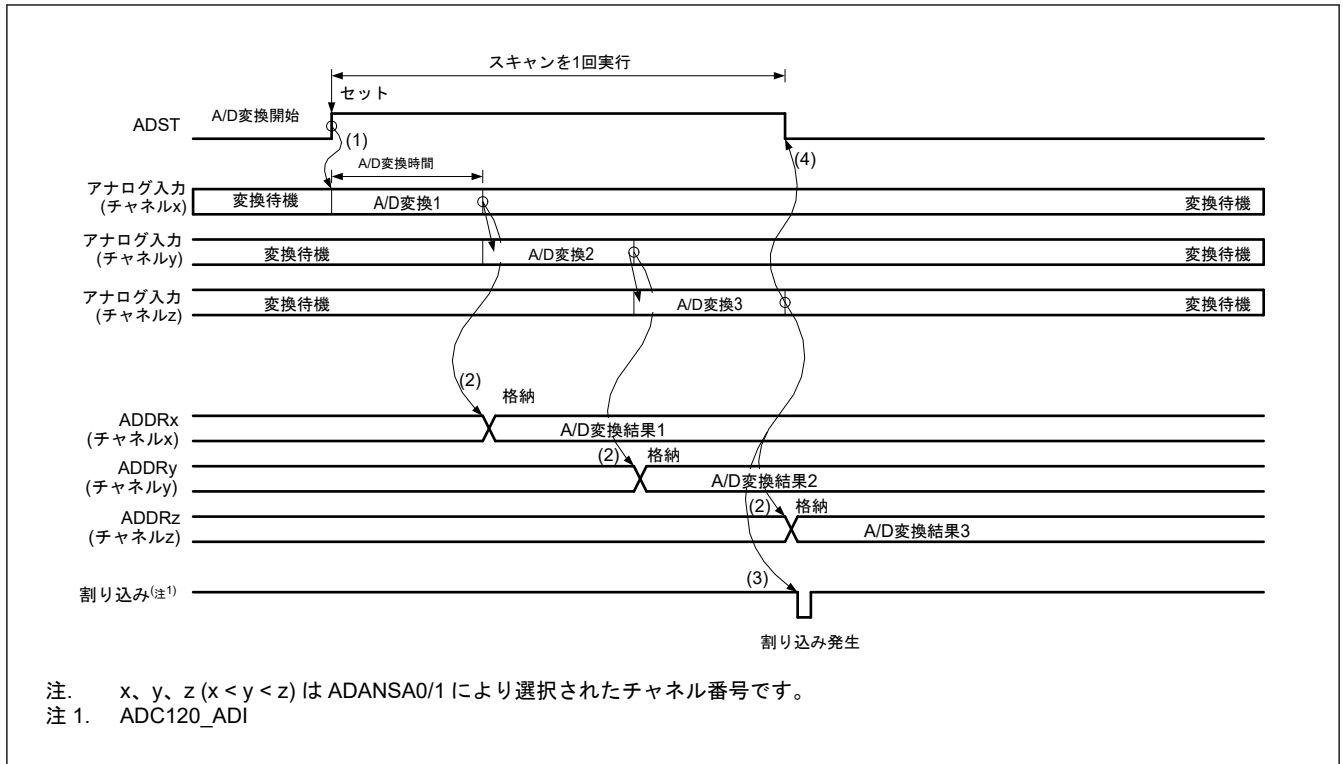 スキャンを1回実行
セット
ADST
A/D変換開始
(1)
(4)
A/D変換時間
アナログ入力
(チャネルx)
変換待機
A/D変換1
変換待機
アナログ入力
(チャネルy)
変換待機
A/D変換2
変換待機
アナログ入力
(チャネルz)
変換待機
A/D変換3
変換待機
(2)
格納
ADDRx
(チャネルx)
A/D変換結果1
(2)
格納
ADDRy
(チャネルy)
A/D変換結果2
(2)
格納
ADDRz
(チャネルz)
A/D変換結果3
(3)
割り込み(注1)
割り込み発生
注. x、y、z (x < y < z) は ADANSA0/1 により選択されたチャネル番号です。
注 1. ADC120_ADI